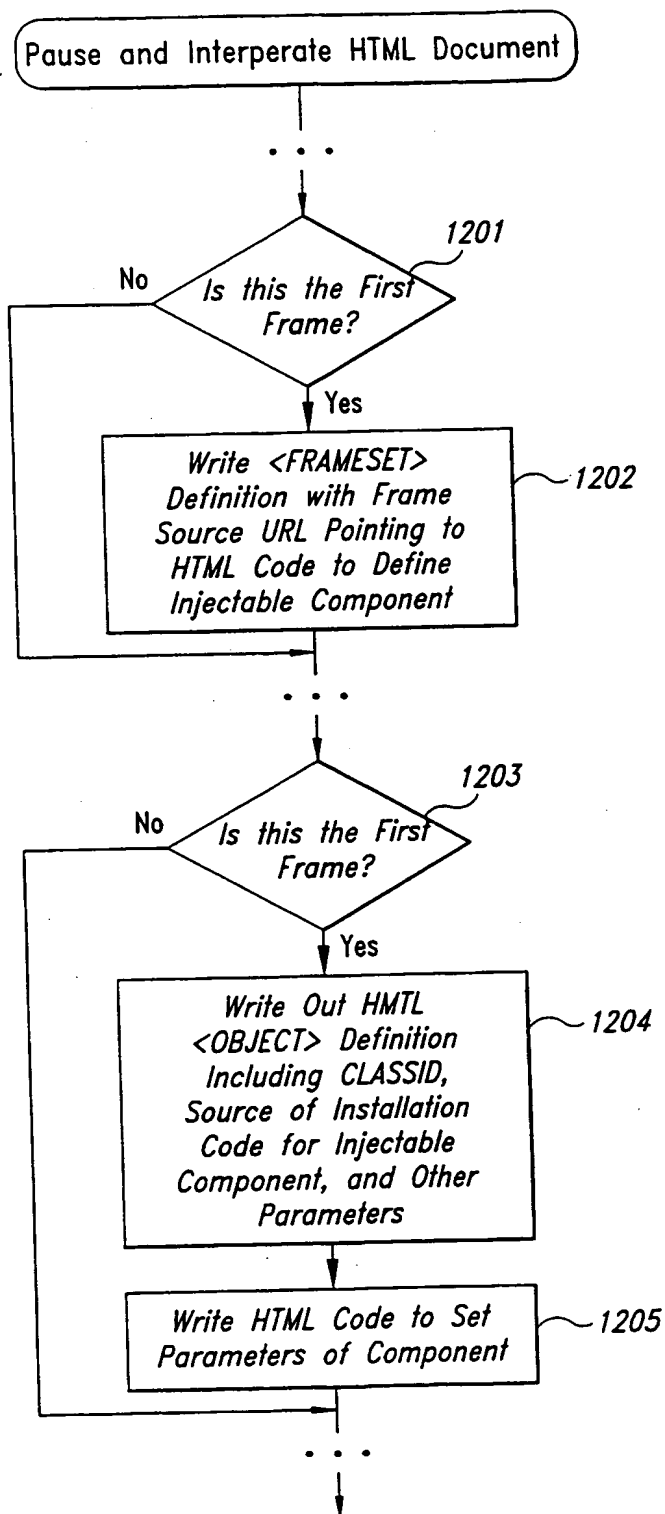 Pause and Interperate HTML Document
1201
No
Is this the First
Frame?
Yes
Write <FRAMESET>
Definition with Frame
Source URL Pointing to
HTML Code to Define
Injectable Component
1202
1203
No
Is this the First
Frame?
Yes
Write Out HMTL
<OBJECT> Definition
Including CLASSID,
Source of Installation
Code for Injectable
Component, and Other
Parameters
1204
Write HTML Code to Set
Parameters of Component
1205